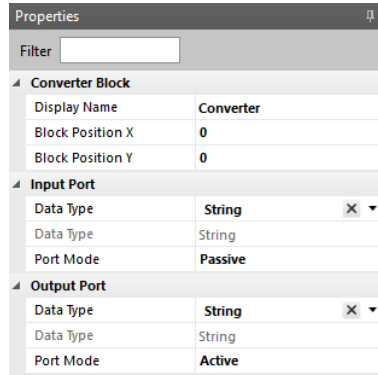 Properties
Filter
Converter Block
Display Name Converter
Block Position X 0
Block Position Y 0
Input Port
Data Type String
Data Type String
Port Mode Passive
Output Port
Data Type String
Data Type String
Port Mode Active